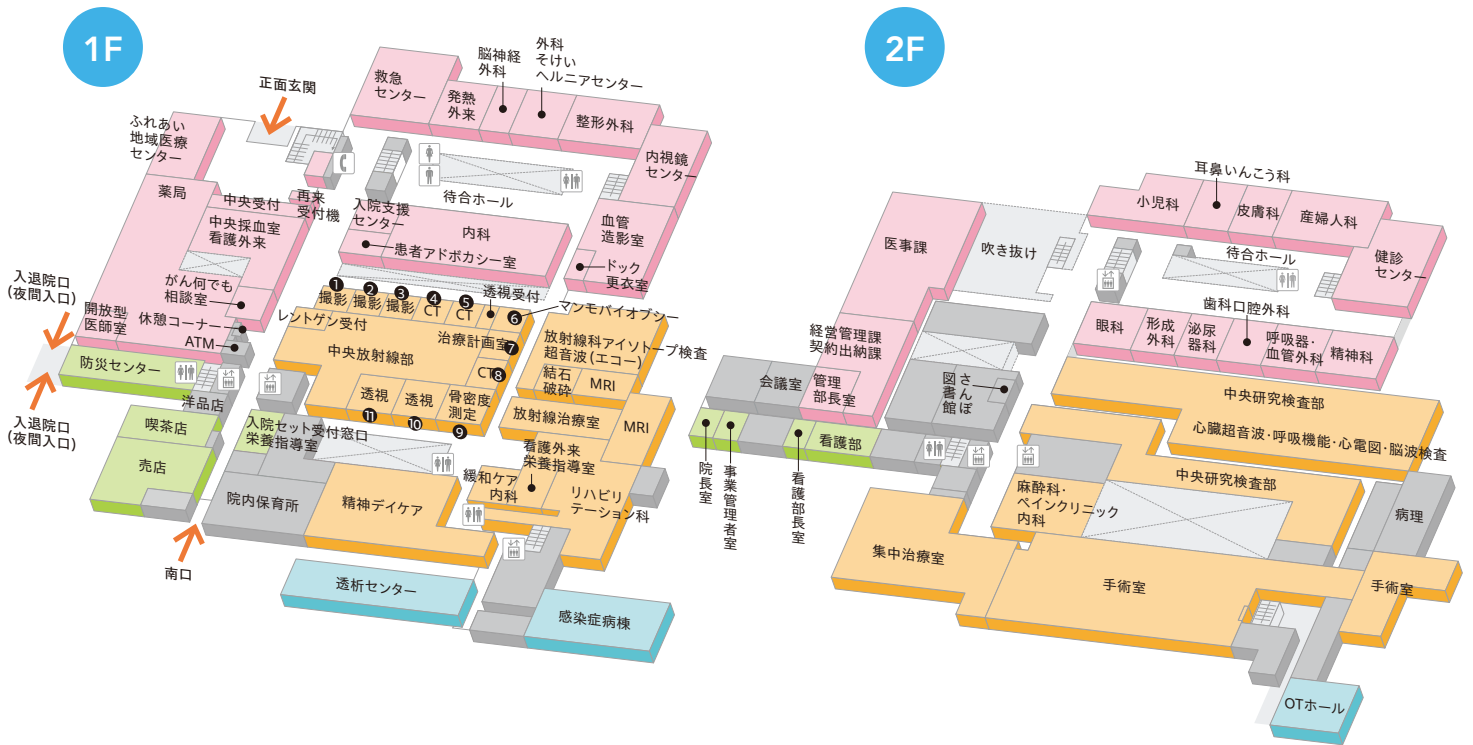 1F
正面玄関
ふれあい
地域医療
センター
薬局
中央受付
中央採血室
看護外来
再来
受付機
がん何でも
相談室
休憩コーナー
ATM
開放型
医師室
入退院口
(夜間入口)
入退院口
(夜間入口)
防災センター
洋品店
喫茶店
売店
南口
救急
センター
発熱
外来
脳神経
外科
外科
そけい
ヘルニアセンター
整形外科
内視鏡
センター
待合ホール
入院支援
センター
内科
患者アドボカシー室
血管
造影室
ドック
更衣室
1
撮影
2
撮影
3
撮影
4
CT
5
CT
透視受付
6
マンモバイオプシー
レントゲン受付
中央放射線部
治療計画室
7
CT
8
透視
11
透視
10
骨密度
測定
9
放射線科アイソトープ検査
超音波(エコー)
結石
破砕
MRI
放射線治療室
MRI
看護外来
栄養指導室
緩和ケア
内科
リハビリ
テーション科
入院セット受付窓口
栄養指導室
院内保育所
精神デイケア
透析センター
感染症病棟
2F
医事課
吹き抜け
経営管理課
契約出納課
会議室
管理
部長室
看護部
院長室
事業管理者室
看護部長室
さんぽ
図書館
小児科
耳鼻いんこう科
皮膚科
産婦人科
待合ホール
健診
センター
眼科
形成
外科
泌尿
器科
歯科口腔外科
呼吸器・
血管外科
精神科
中央研究検査部
心臓超音波・呼吸機能・心電図・脳波検査
中央研究検査部
麻酔科・
ペインクリニック
内科
集中治療室
手術室
病理
手術室
OTホール